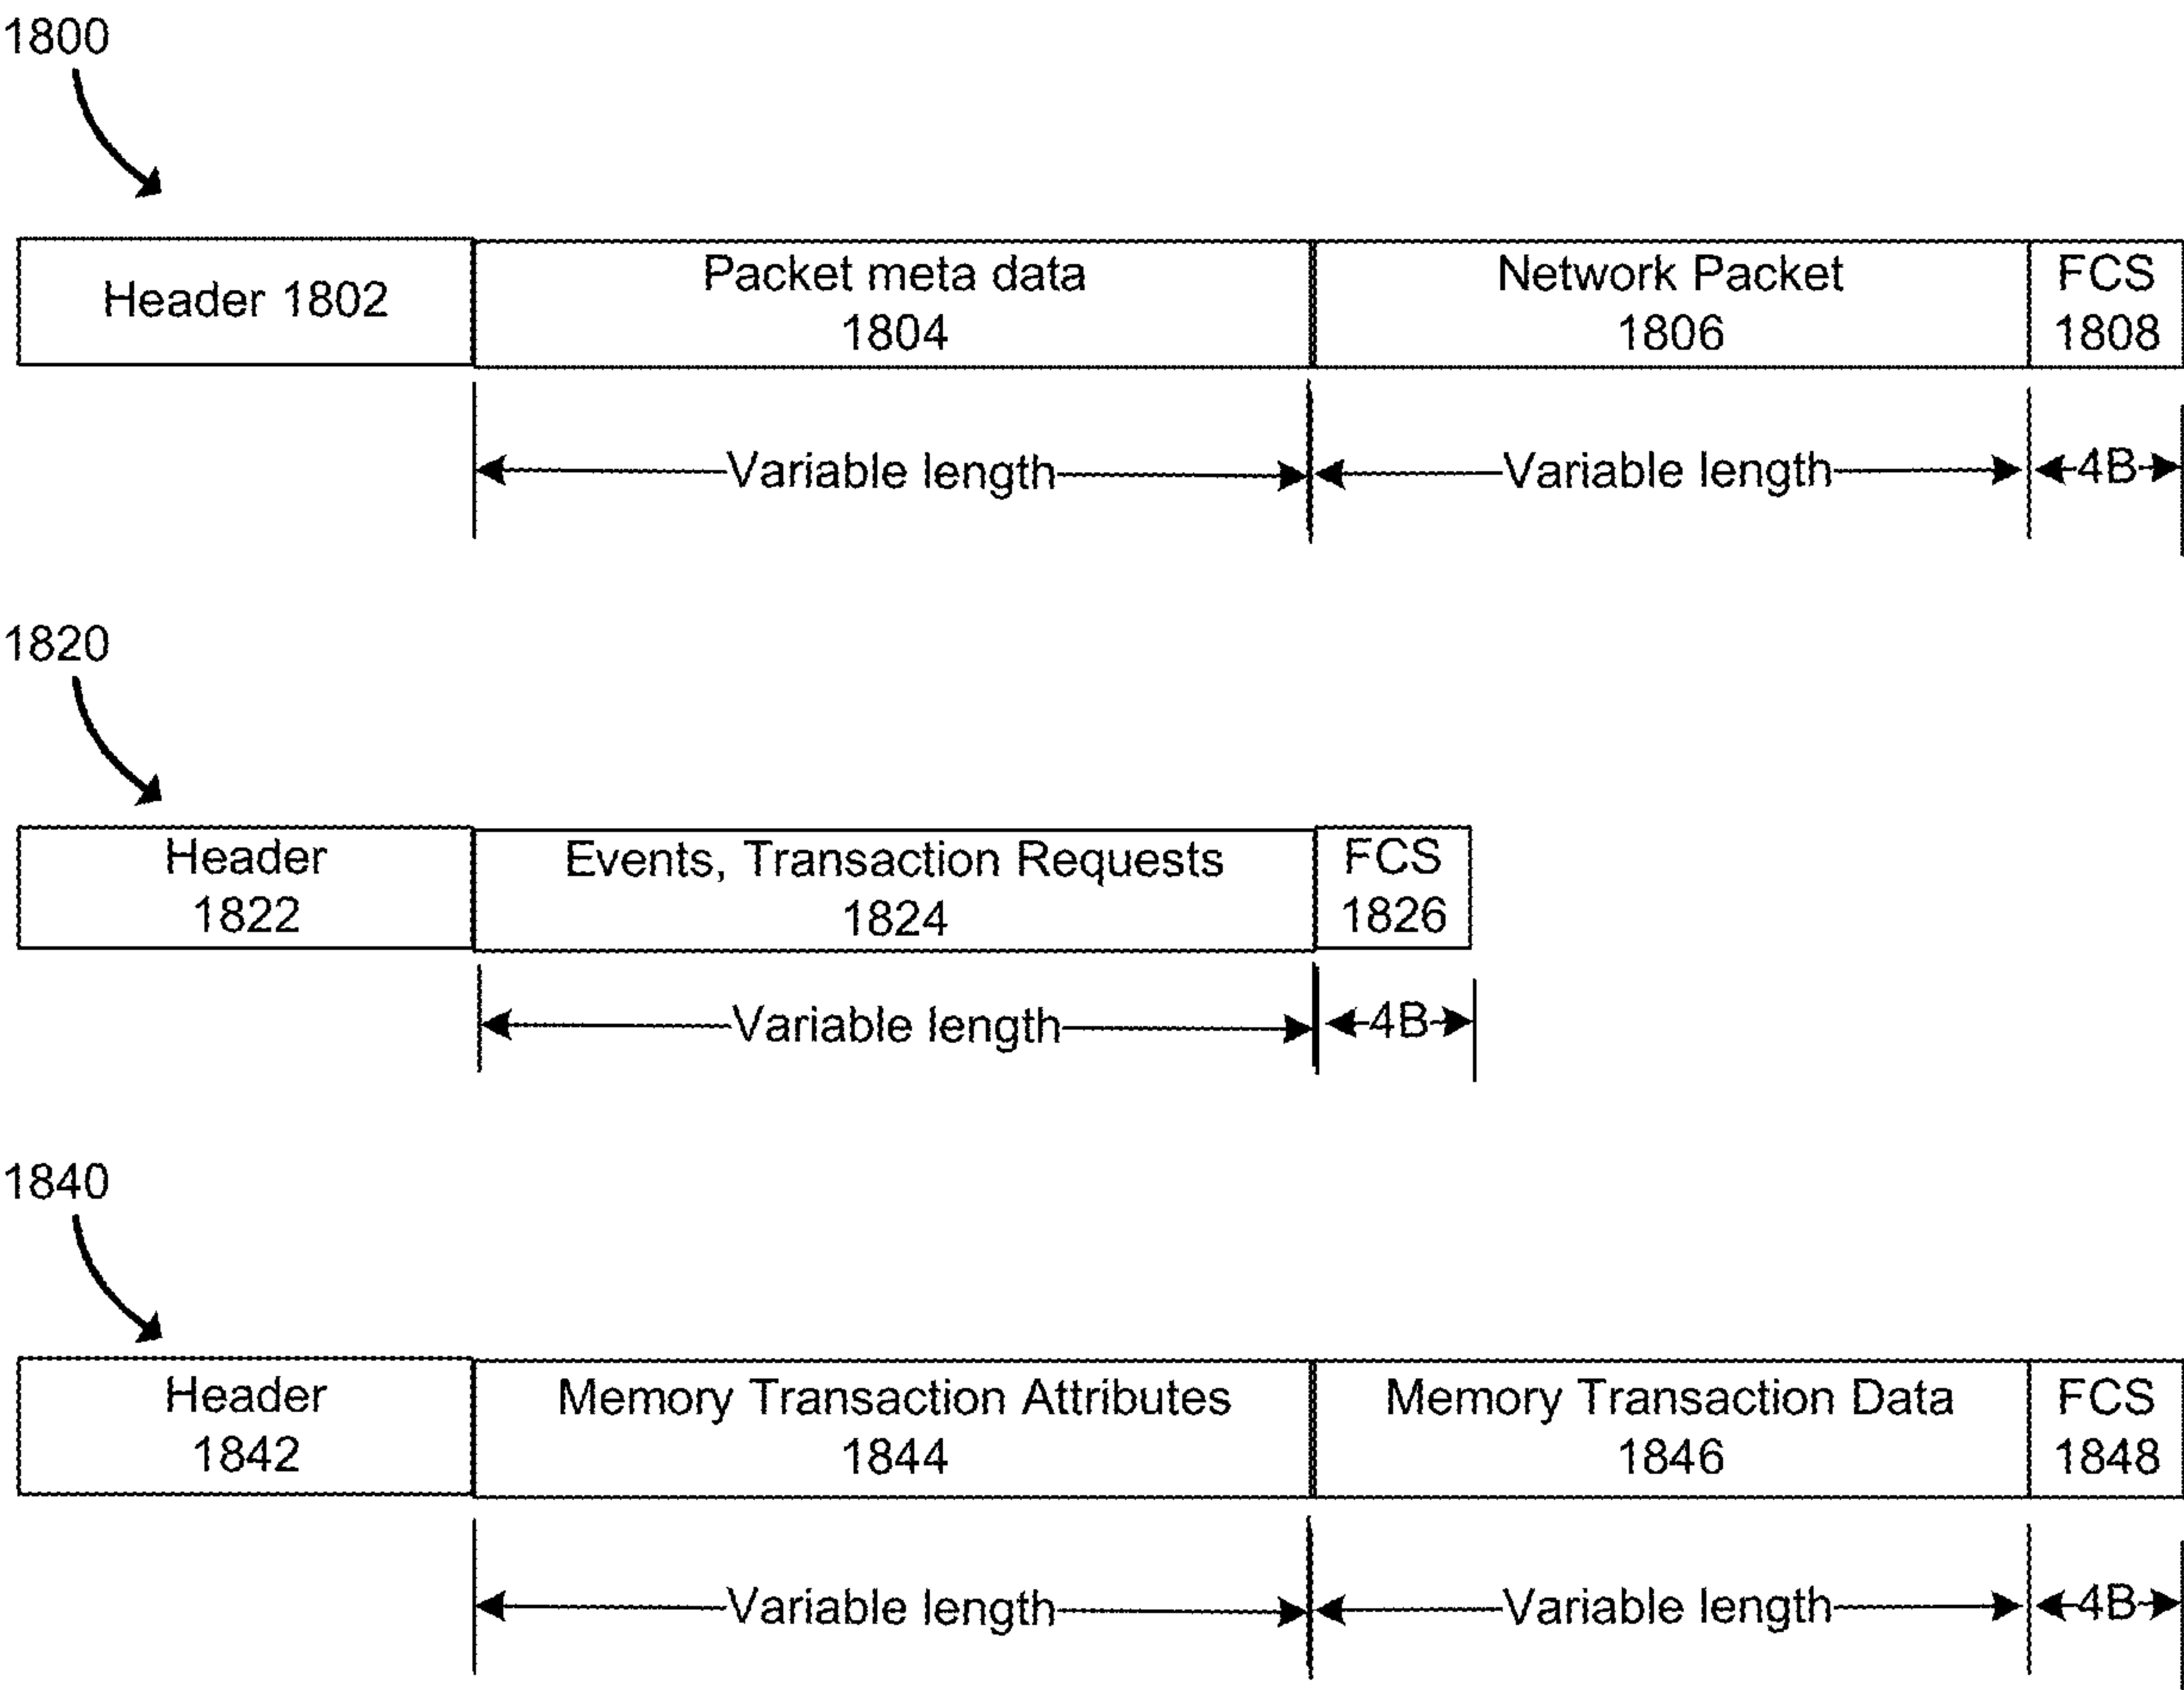 1800
Header 1802
Packet meta data
1804
Network Packet
1806
FCS
1808
Variable length
Variable length
4B
1820
Header
1822
Events, Transaction Requests
1824
FCS
1826
Variable length
4B
1840
Header
1842
Memory Transaction Attributes
1844
Memory Transaction Data
1846
FCS
1848
Variable length
Variable length
4B